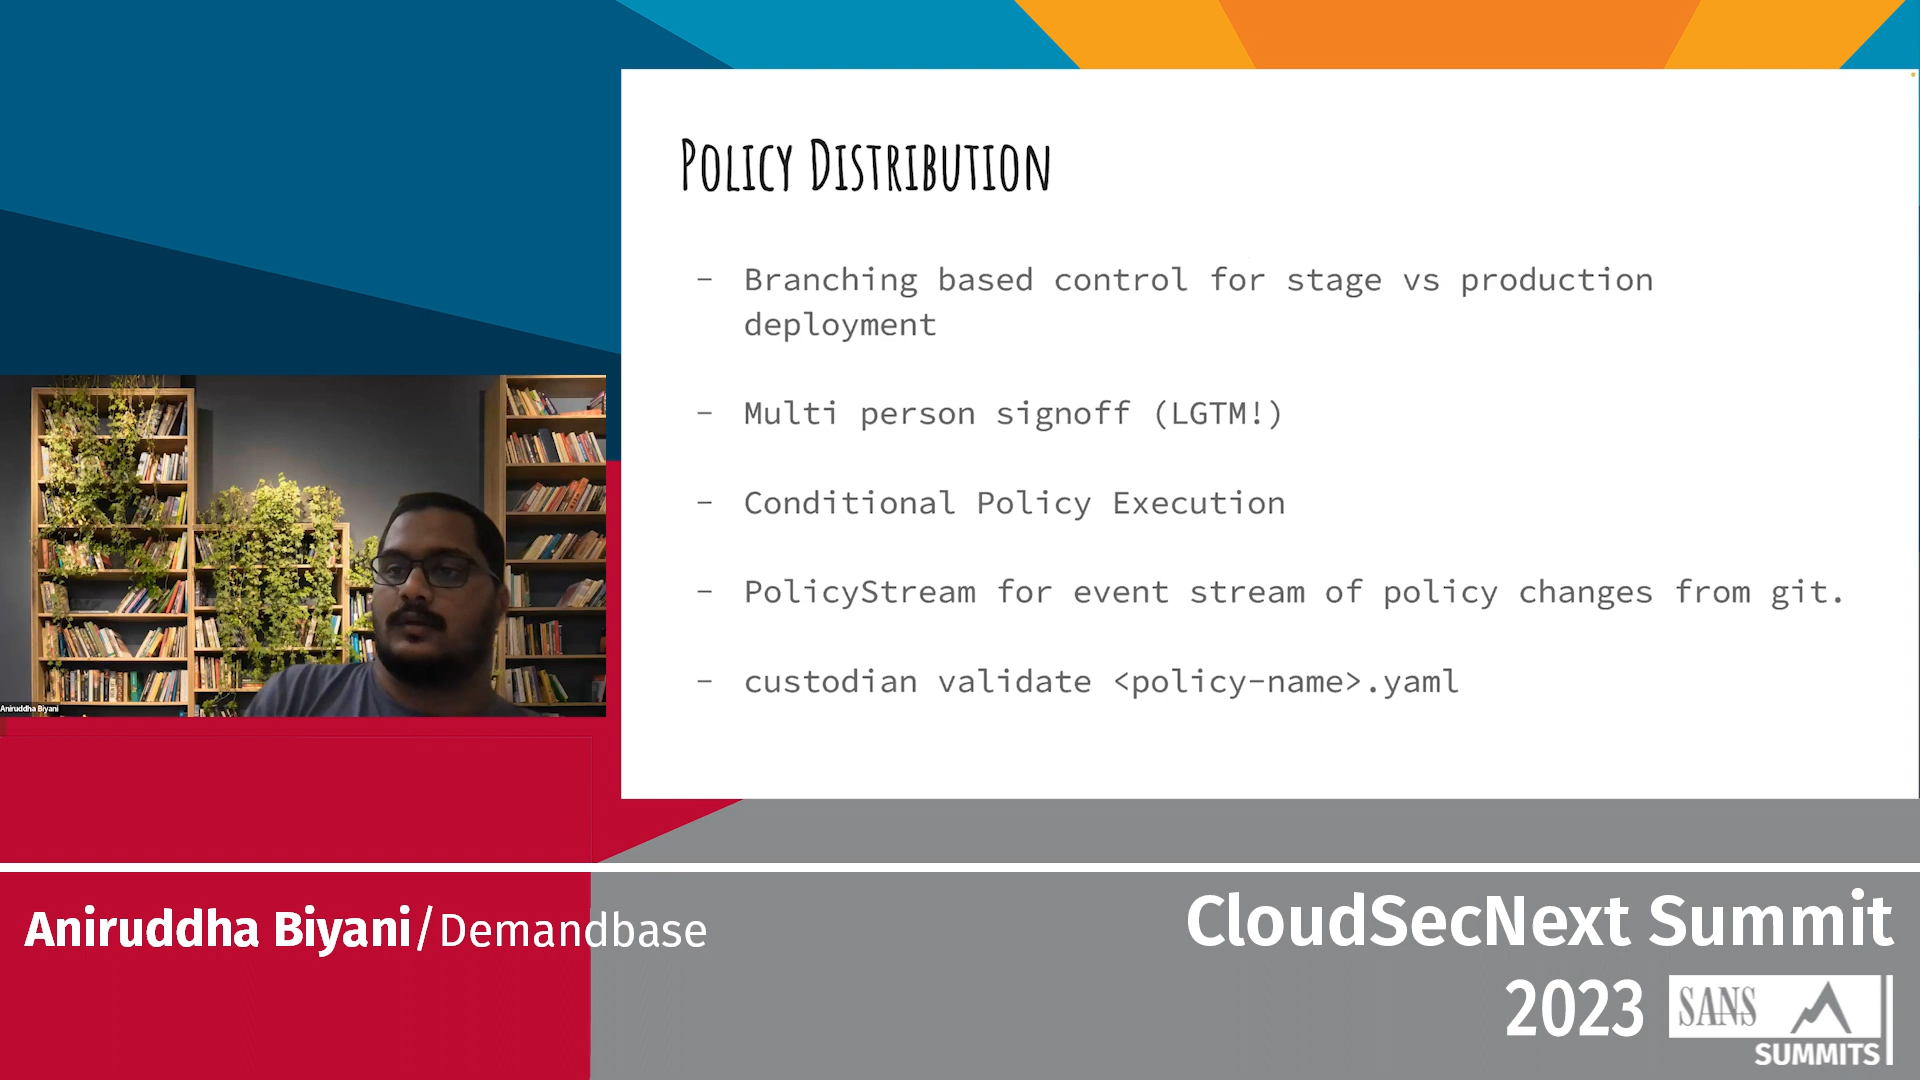 Policy Distribution
- Branching based control for stage vs production
deployment
- Multi person signoff (LGTM!)
- Conditional Policy Execution
- PolicyStream for event stream of policy changes from git.
- custodian validate <policy-name>.yaml
Aniruddha Biyani
Aniruddha Biyani/Demandbase
CloudSecNext Summit
2023
SANS
SUMMITS